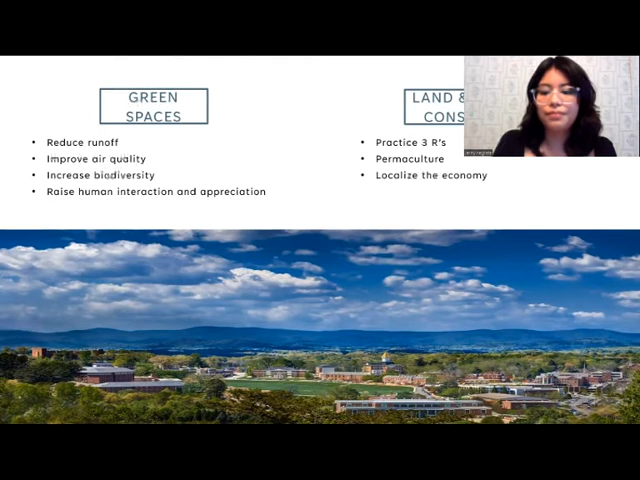 GREEN
SPACES
• Reduce runoff
• Improve air quality
• Increase biodiversity
• Raise human interaction and appreciation
LAND &
CONS
• Practice 3 R's
• Permaculture
• Localize the economy